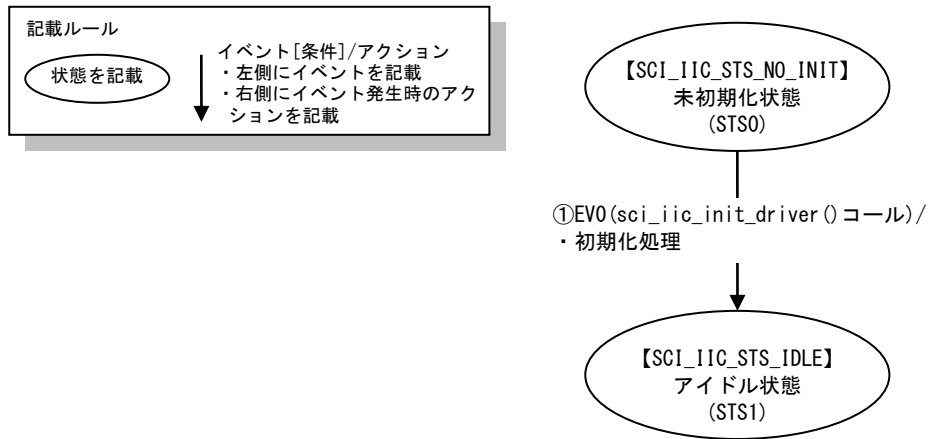 記載ルール
状態を記載
イベント[条件]/アクション
・左側にイベントを記載
・右側にイベント発生時のアク
ションを記載
【SCI_IIC_STS_NO_INIT】
未初期化状態
(STS0)
①EV0(sci_iic_init_driver()コール)/
・初期化処理
【SCI_IIC_STS_IDLE】
アイドル状態
(STS1)